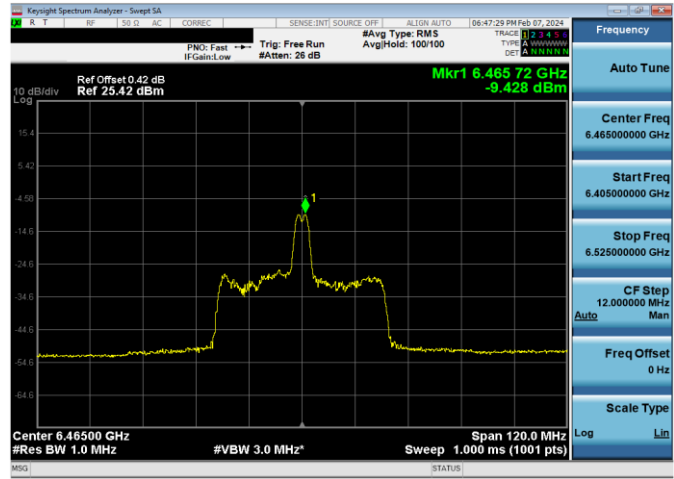 Keysight Spectrum Analyzer - Swept SA
LXI R T RF 50 Ω AC CORREC SENSE:INT SOURCE OFF ALIGN AUTO 06:47:29 PM Feb 07, 2024
#Avg Type: RMS TRACE 1 2 3 4 5 6
PNO: Fast Trig: Free Run Avg|Hold: 100/100 TYPE A WWWWW
IFGain:Low #Atten: 26 dB DET A N N N N N
Ref Offset 0.42 dB Mkr1 6.465 72 GHz
10 dB/div Ref 25.42 dBm -9.428 dBm
Log
15.4
5.42
-4.58
1
-14.6
-24.6
-34.6
-44.6
-54.6
-64.6
Center 6.46500 GHz Span 120.0 MHz
#Res BW 1.0 MHz #VBW 3.0 MHz* Sweep 1.000 ms (1001 pts)
MSG STATUS
Frequency
Auto Tune
Center Freq
6.465000000 GHz
Start Freq
6.405000000 GHz
Stop Freq
6.525000000 GHz
CF Step
12.000000 MHz
Auto Man
Freq Offset
0 Hz
Scale Type
Log Lin